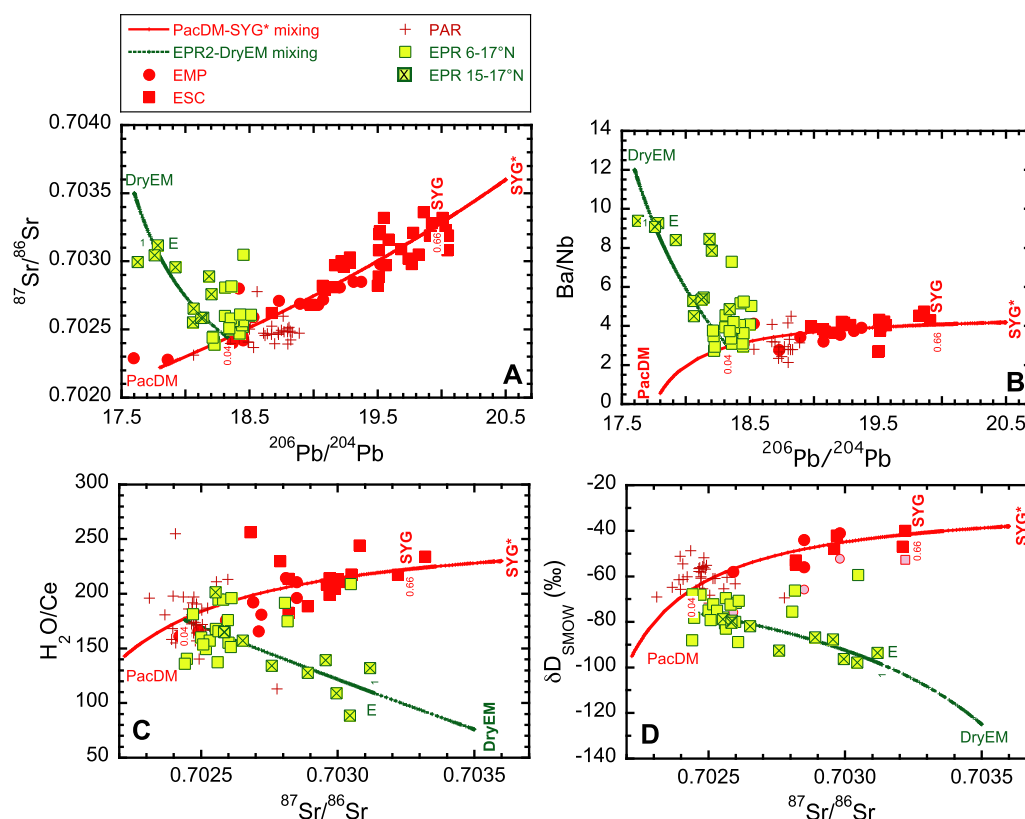 PacDM-SYG* mixing
EPR2-DryEM mixing
EMP
ESC
PAR
EPR 6-17°N
EPR 15-17°N
0.7040
0.7035
0.7030
0.7025
0.7020
87Sr/86Sr
17.5 18.5 19.5 20.5
206Pb/204Pb
DryEM
1
E
PacDM
0.04
SYG
0.66
SYG*
A
14
12
10
8
6
4
2
0
Ba/Nb
17.5 18.5 19.5 20.5
206Pb/204Pb
DryEM
1
E
PacDM
0.04
SYG
0.66
SYG*
B
300
250
200
150
100
50
H2O/Ce
0.7025 0.7030 0.7035
87Sr/86Sr
PacDM
0.04
SYG
0.66
SYG*
1
E
DryEM
C
-20
-40
-60
-80
-100
-120
-140
δDSMOW (‰)
0.7025 0.7030 0.7035
87Sr/86Sr
PacDM
0.04
SYG
0.66
SYG*
E
1
DryEM
D